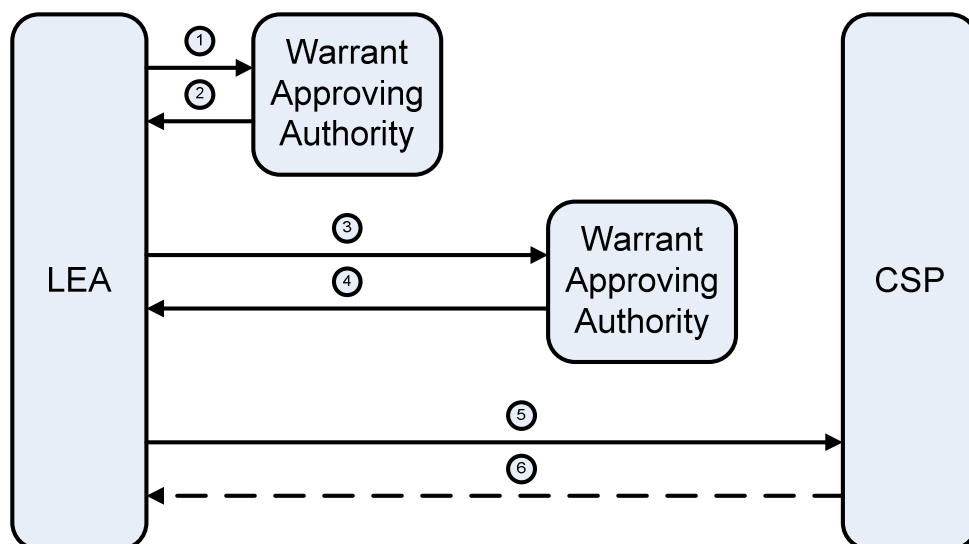 1
Warrant
Approving
Authority
2
3
Warrant
Approving
Authority
4
LEA
CSP
5
6